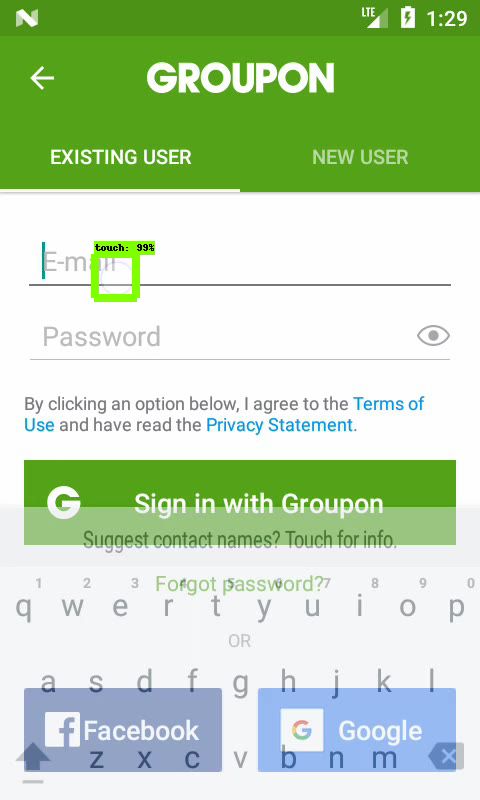 LTE 1:29
GROUPON
EXISTING USER NEW USER
touch: 99%
E-mail
Password
By clicking an option below, I agree to the Terms of
Use and have read the Privacy Statement.
G Sign in with Groupon
Suggest contact names? Touch for info.
Forgot password?
1 2 3 4 5 6 7 8 9 0
q w e r t y u i o p
OR
a s d f g h j k l
f Facebook G Google
z x c v b n m